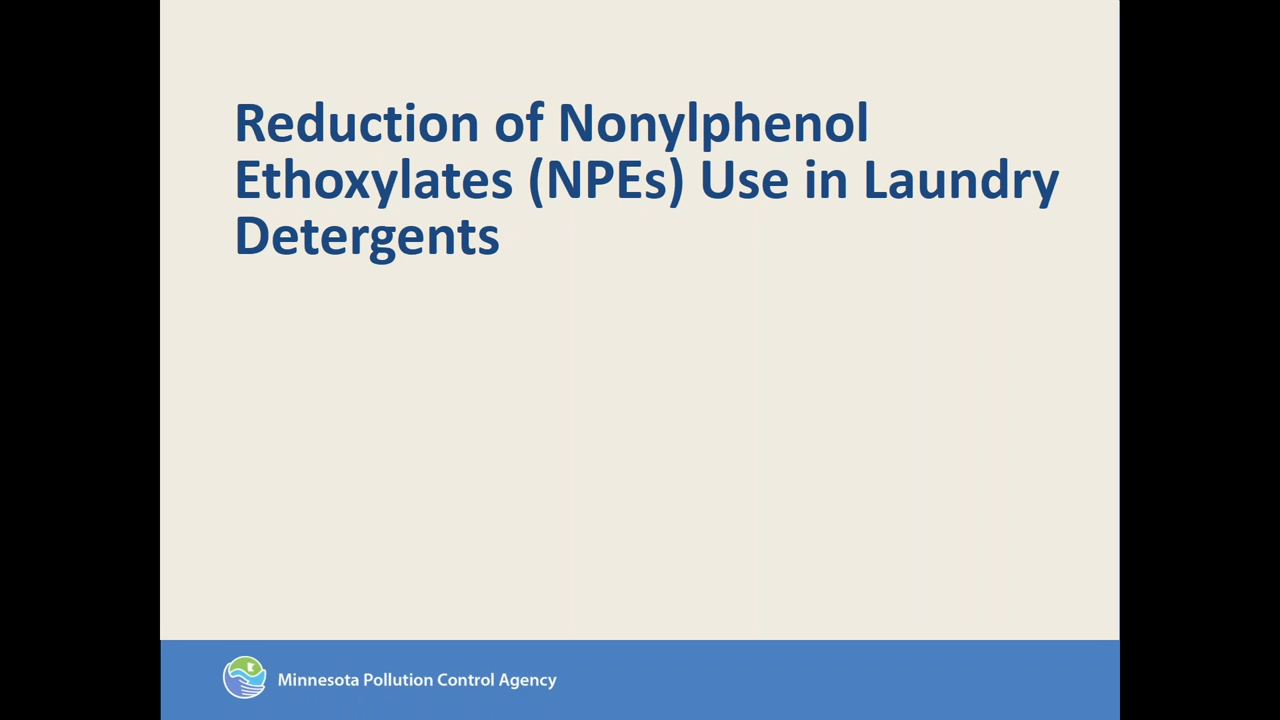 Reduction of Nonylphenol
Ethoxylates (NPEs) Use in Laundry
Detergents
Minnesota Pollution Control Agency